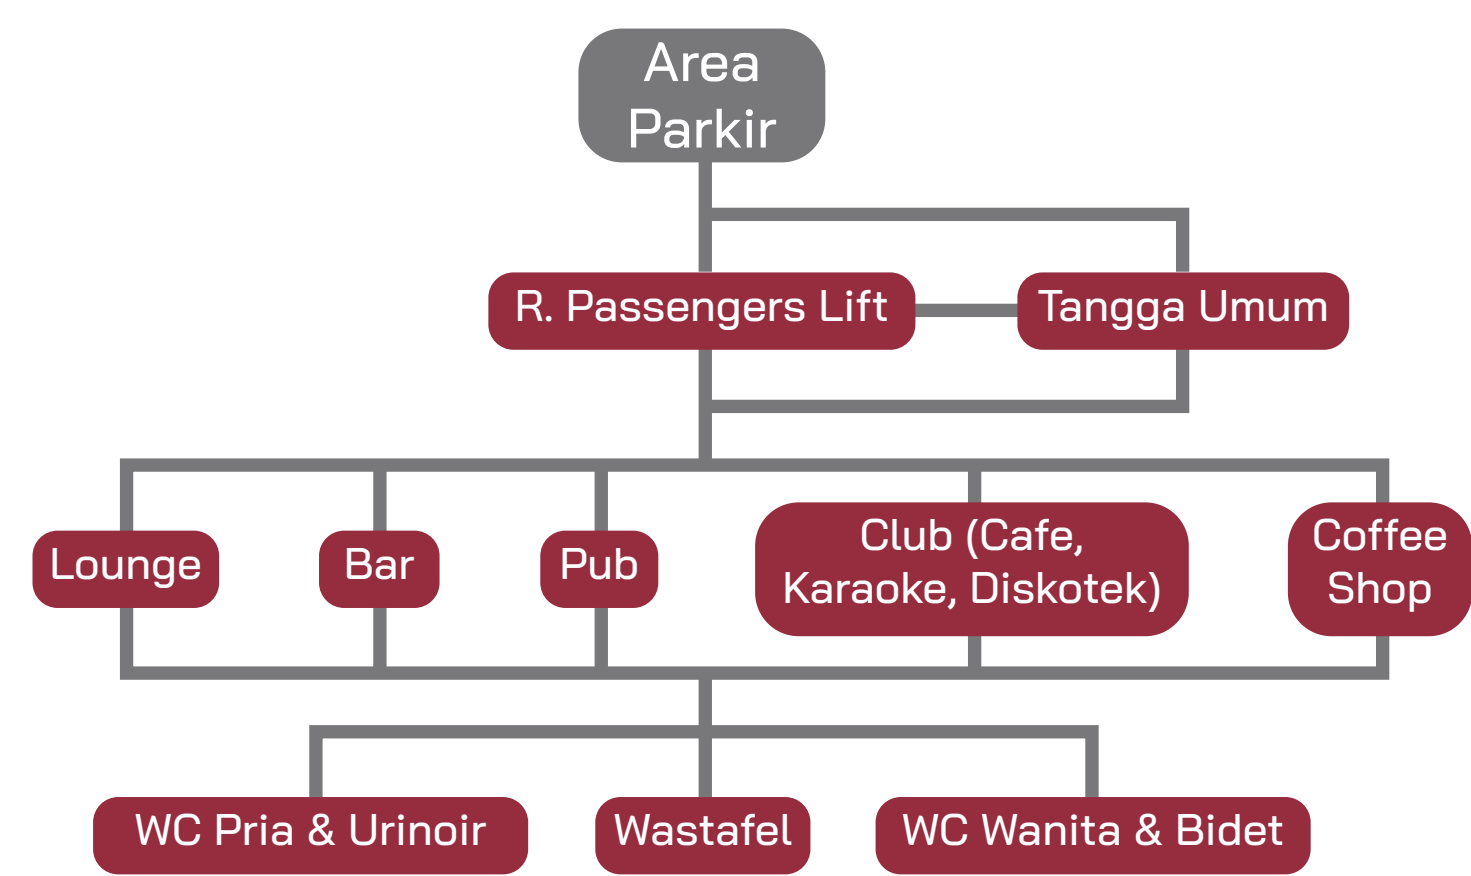 Area
Parkir
R. Passengers Lift
Tangga Umum
Lounge
Bar
Pub
Club (Cafe,
Karaoke, Diskotek)
Coffee
Shop
WC Pria & Urinoir
Wastafel
WC Wanita & Bidet